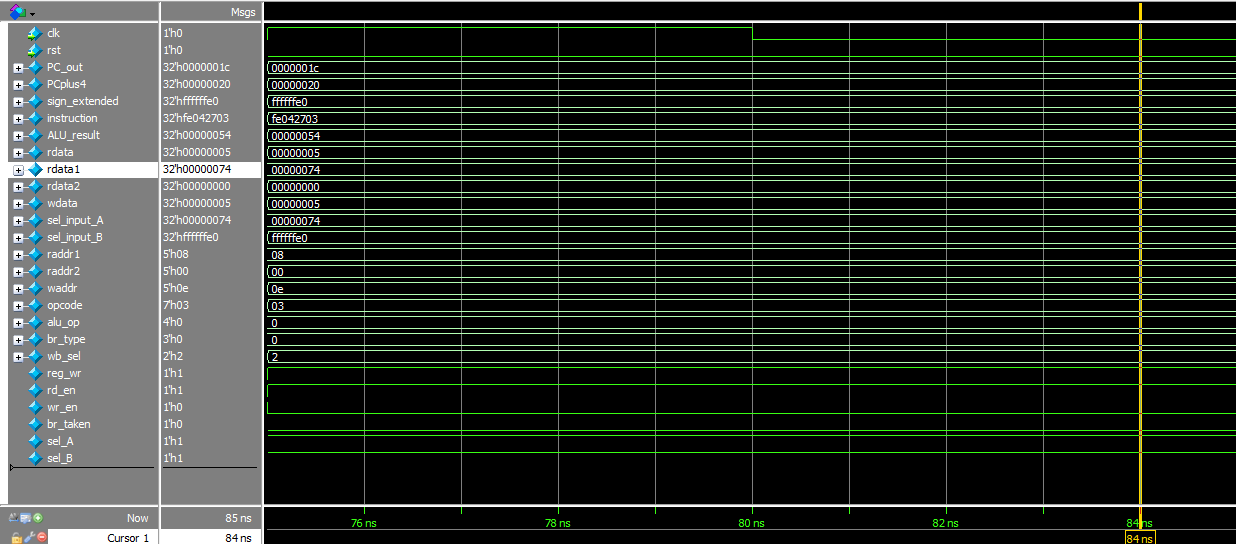 Msgs
clk 1'h0
rst 1'h0
PC_out 32'h0000001c 0000001c
PCplus4 32'h00000020 00000020
sign_extended 32'hffffffe0 ffffffe0
instruction 32'hfe042703 fe042703
ALU_result 32'h00000054 00000054
rdata 32'h00000005 00000005
rdata1 32'h00000074 00000074
rdata2 32'h00000000 00000000
wdata 32'h00000005 00000005
sel_input_A 32'h00000074 00000074
sel_input_B 32'hffffffe0 ffffffe0
raddr1 5'h08 08
raddr2 5'h00 00
waddr 5'h0e 0e
opcode 7'h03 03
alu_op 4'h0 0
br_type 3'h0 0
wb_sel 2'h2 2
reg_wr 1'h1
rd_en 1'h1
wr_en 1'h0
br_taken 1'h0
sel_A 1'h1
sel_B 1'h1
Now 85 ns 76 ns 78 ns 80 ns 82 ns 84 ns
Cursor 1 84 ns 84 ns